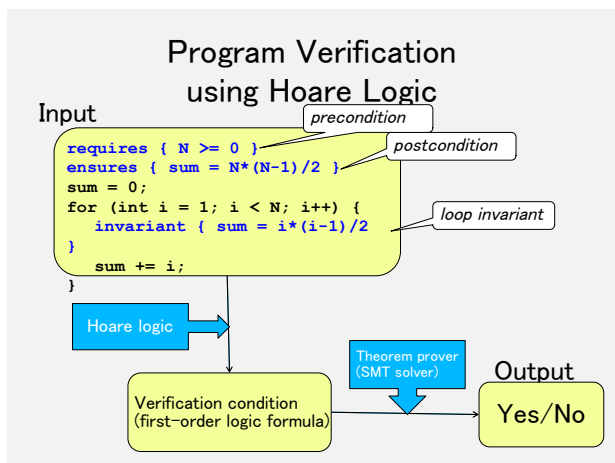 Program Verification
using Hoare Logic
Input
precondition
requires { N >= 0 }
postcondition
ensures { sum = N*(N-1)/2 }
sum = 0;
for (int i = 1; i < N; i++) {
loop invariant
invariant { sum = i*(i-1)/2
}
sum += i;
}
Hoare logic
Theorem prover
(SMT solver)
Output
Verification condition
(first-order logic formula)
Yes/No